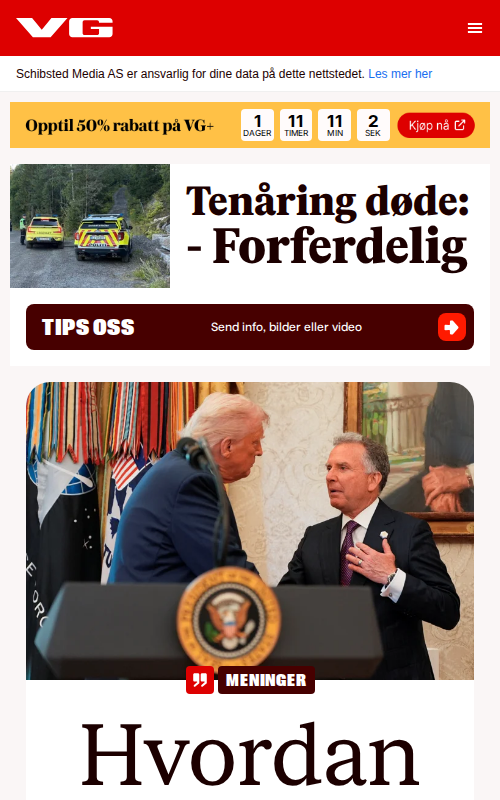 VG
Schibsted Media AS er ansvarlig for dine data på dette nettstedet. Les mer her
Opptil 50% rabatt på VG+
1 DAGER
11 TIMER
11 MIN
2 SEK
Kjøp nå
Tenåring døde:
- Forferdelig
TIPS OSS
Send info, bilder eller video
MENINGER
Hvordan